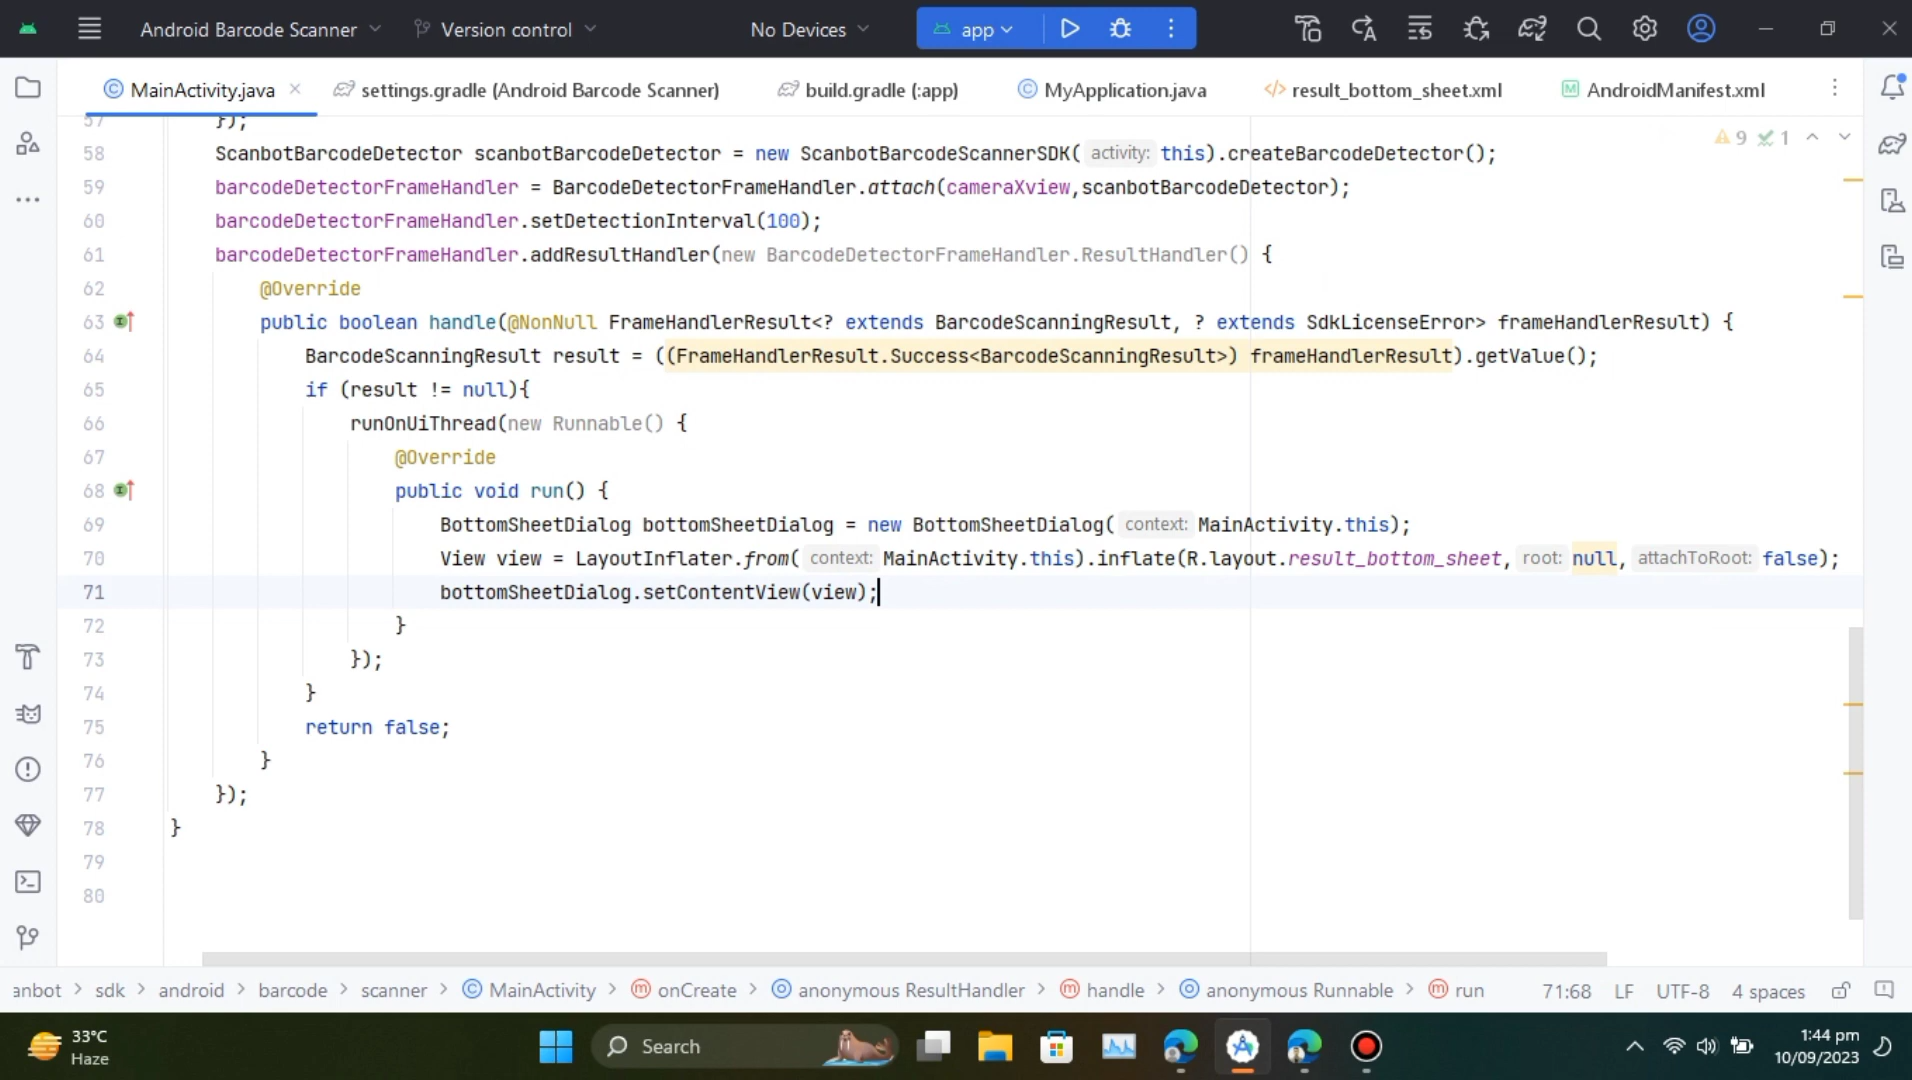 Android Barcode Scanner Version control No Devices app
MainActivity.java settings.gradle (Android Barcode Scanner) build.gradle (:app) MyApplication.java result_bottom_sheet.xml AndroidManifest.xml
57 });
9 1
58 ScanbotBarcodeDetector scanbotBarcodeDetector = new ScanbotBarcodeScannerSDK( activity: this).createBarcodeDetector();
59 barcodeDetectorFrameHandler = BarcodeDetectorFrameHandler.attach(cameraXview,scanbotBarcodeDetector);
60 barcodeDetectorFrameHandler.setDetectionInterval(100);
61 barcodeDetectorFrameHandler.addResultHandler(new BarcodeDetectorFrameHandler.ResultHandler() {
62 @Override
63 public boolean handle(@NonNull FrameHandlerResult<? extends BarcodeScanningResult, ? extends SdkLicenseError> frameHandlerResult) {
64 BarcodeScanningResult result = ((FrameHandlerResult.Success<BarcodeScanningResult>) frameHandlerResult).getValue();
65 if (result != null){
66 runOnUiThread(new Runnable() {
67 @Override
68 public void run() {
69 BottomSheetDialog bottomSheetDialog = new BottomSheetDialog( context: MainActivity.this);
70 View view = LayoutInflater.from( context: MainActivity.this).inflate(R.layout.result_bottom_sheet, root: null, attachToRoot: false);
71 bottomSheetDialog.setContentView(view);
72 }
73 });
74 }
75 return false;
76 }
77 });
78 }
79
80
anbot > sdk > android > barcode > scanner > MainActivity > onCreate > anonymous ResultHandler > handle > anonymous Runnable > run 71:68 LF UTF-8 4 spaces
33°C
Haze
Search
1:44 pm
10/09/2023